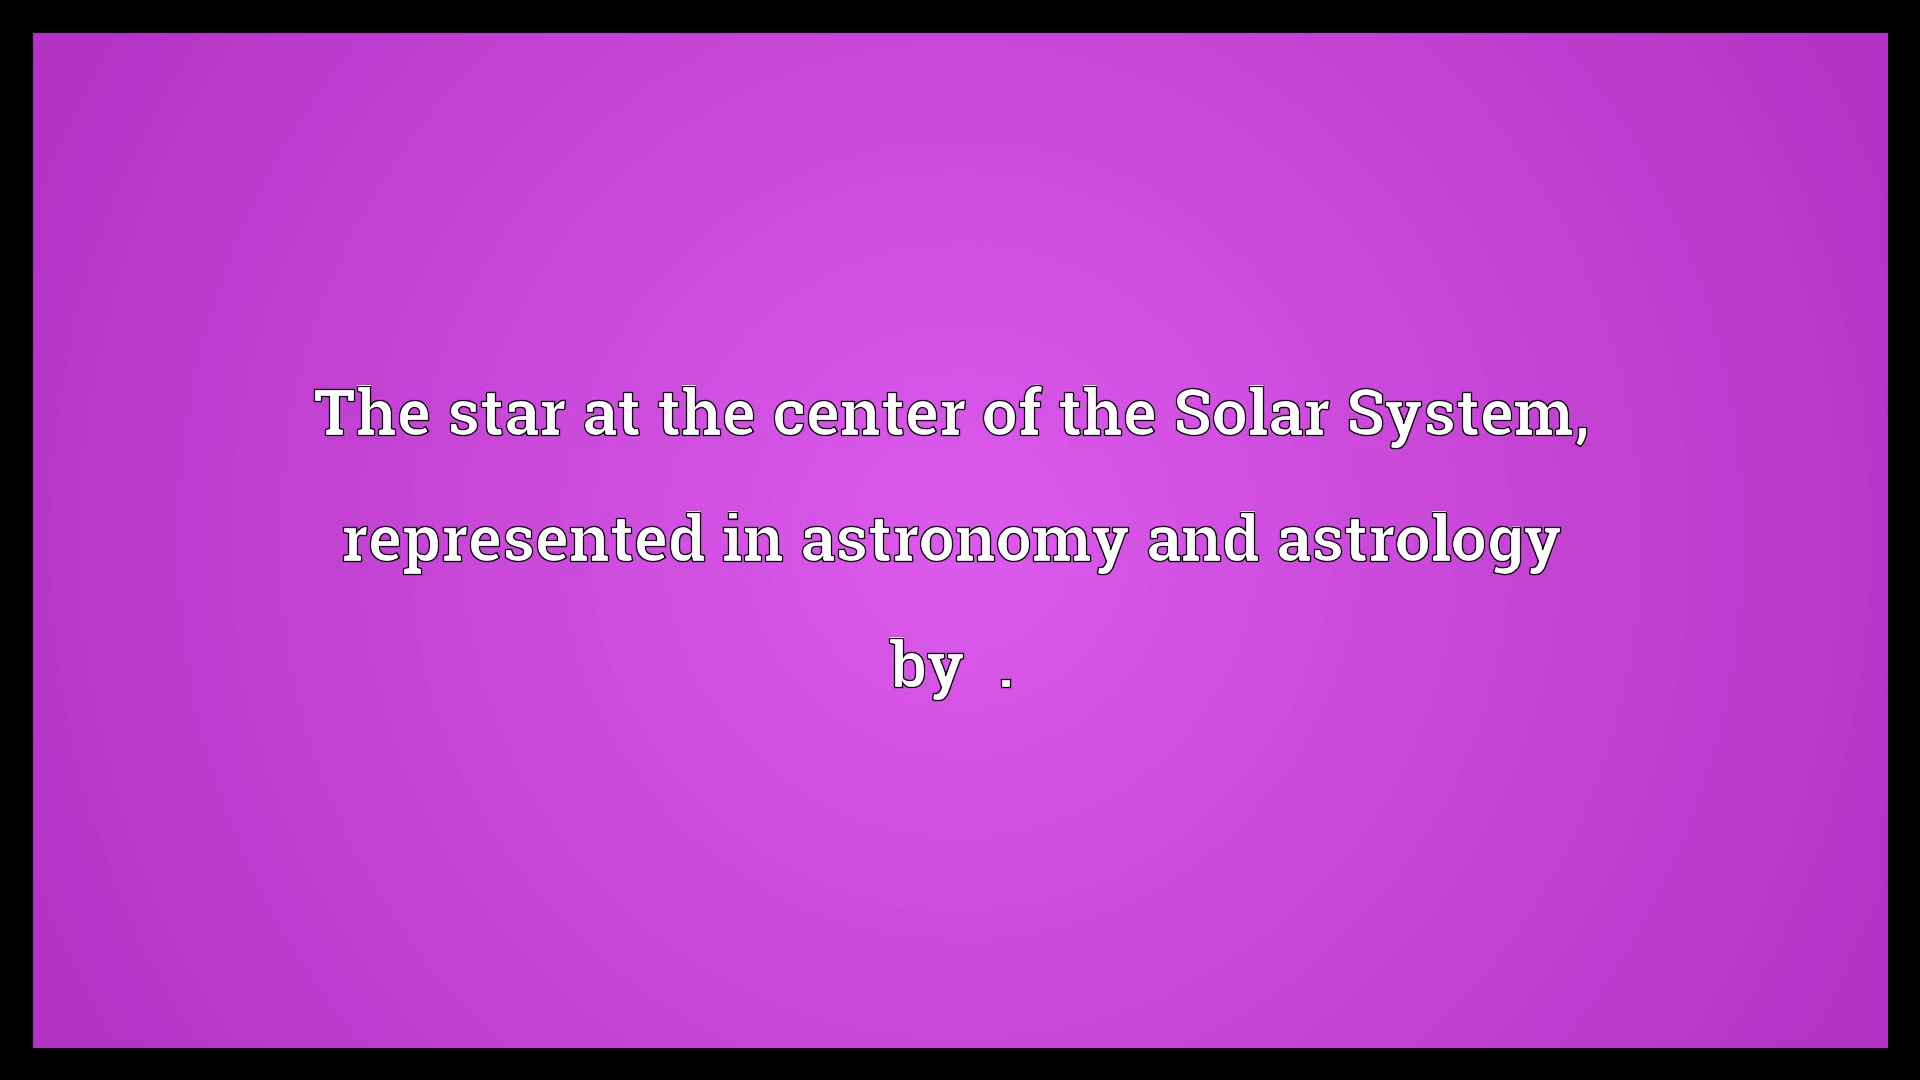 The star at the center of the Solar System,
represented in astronomy and astrology
by  .